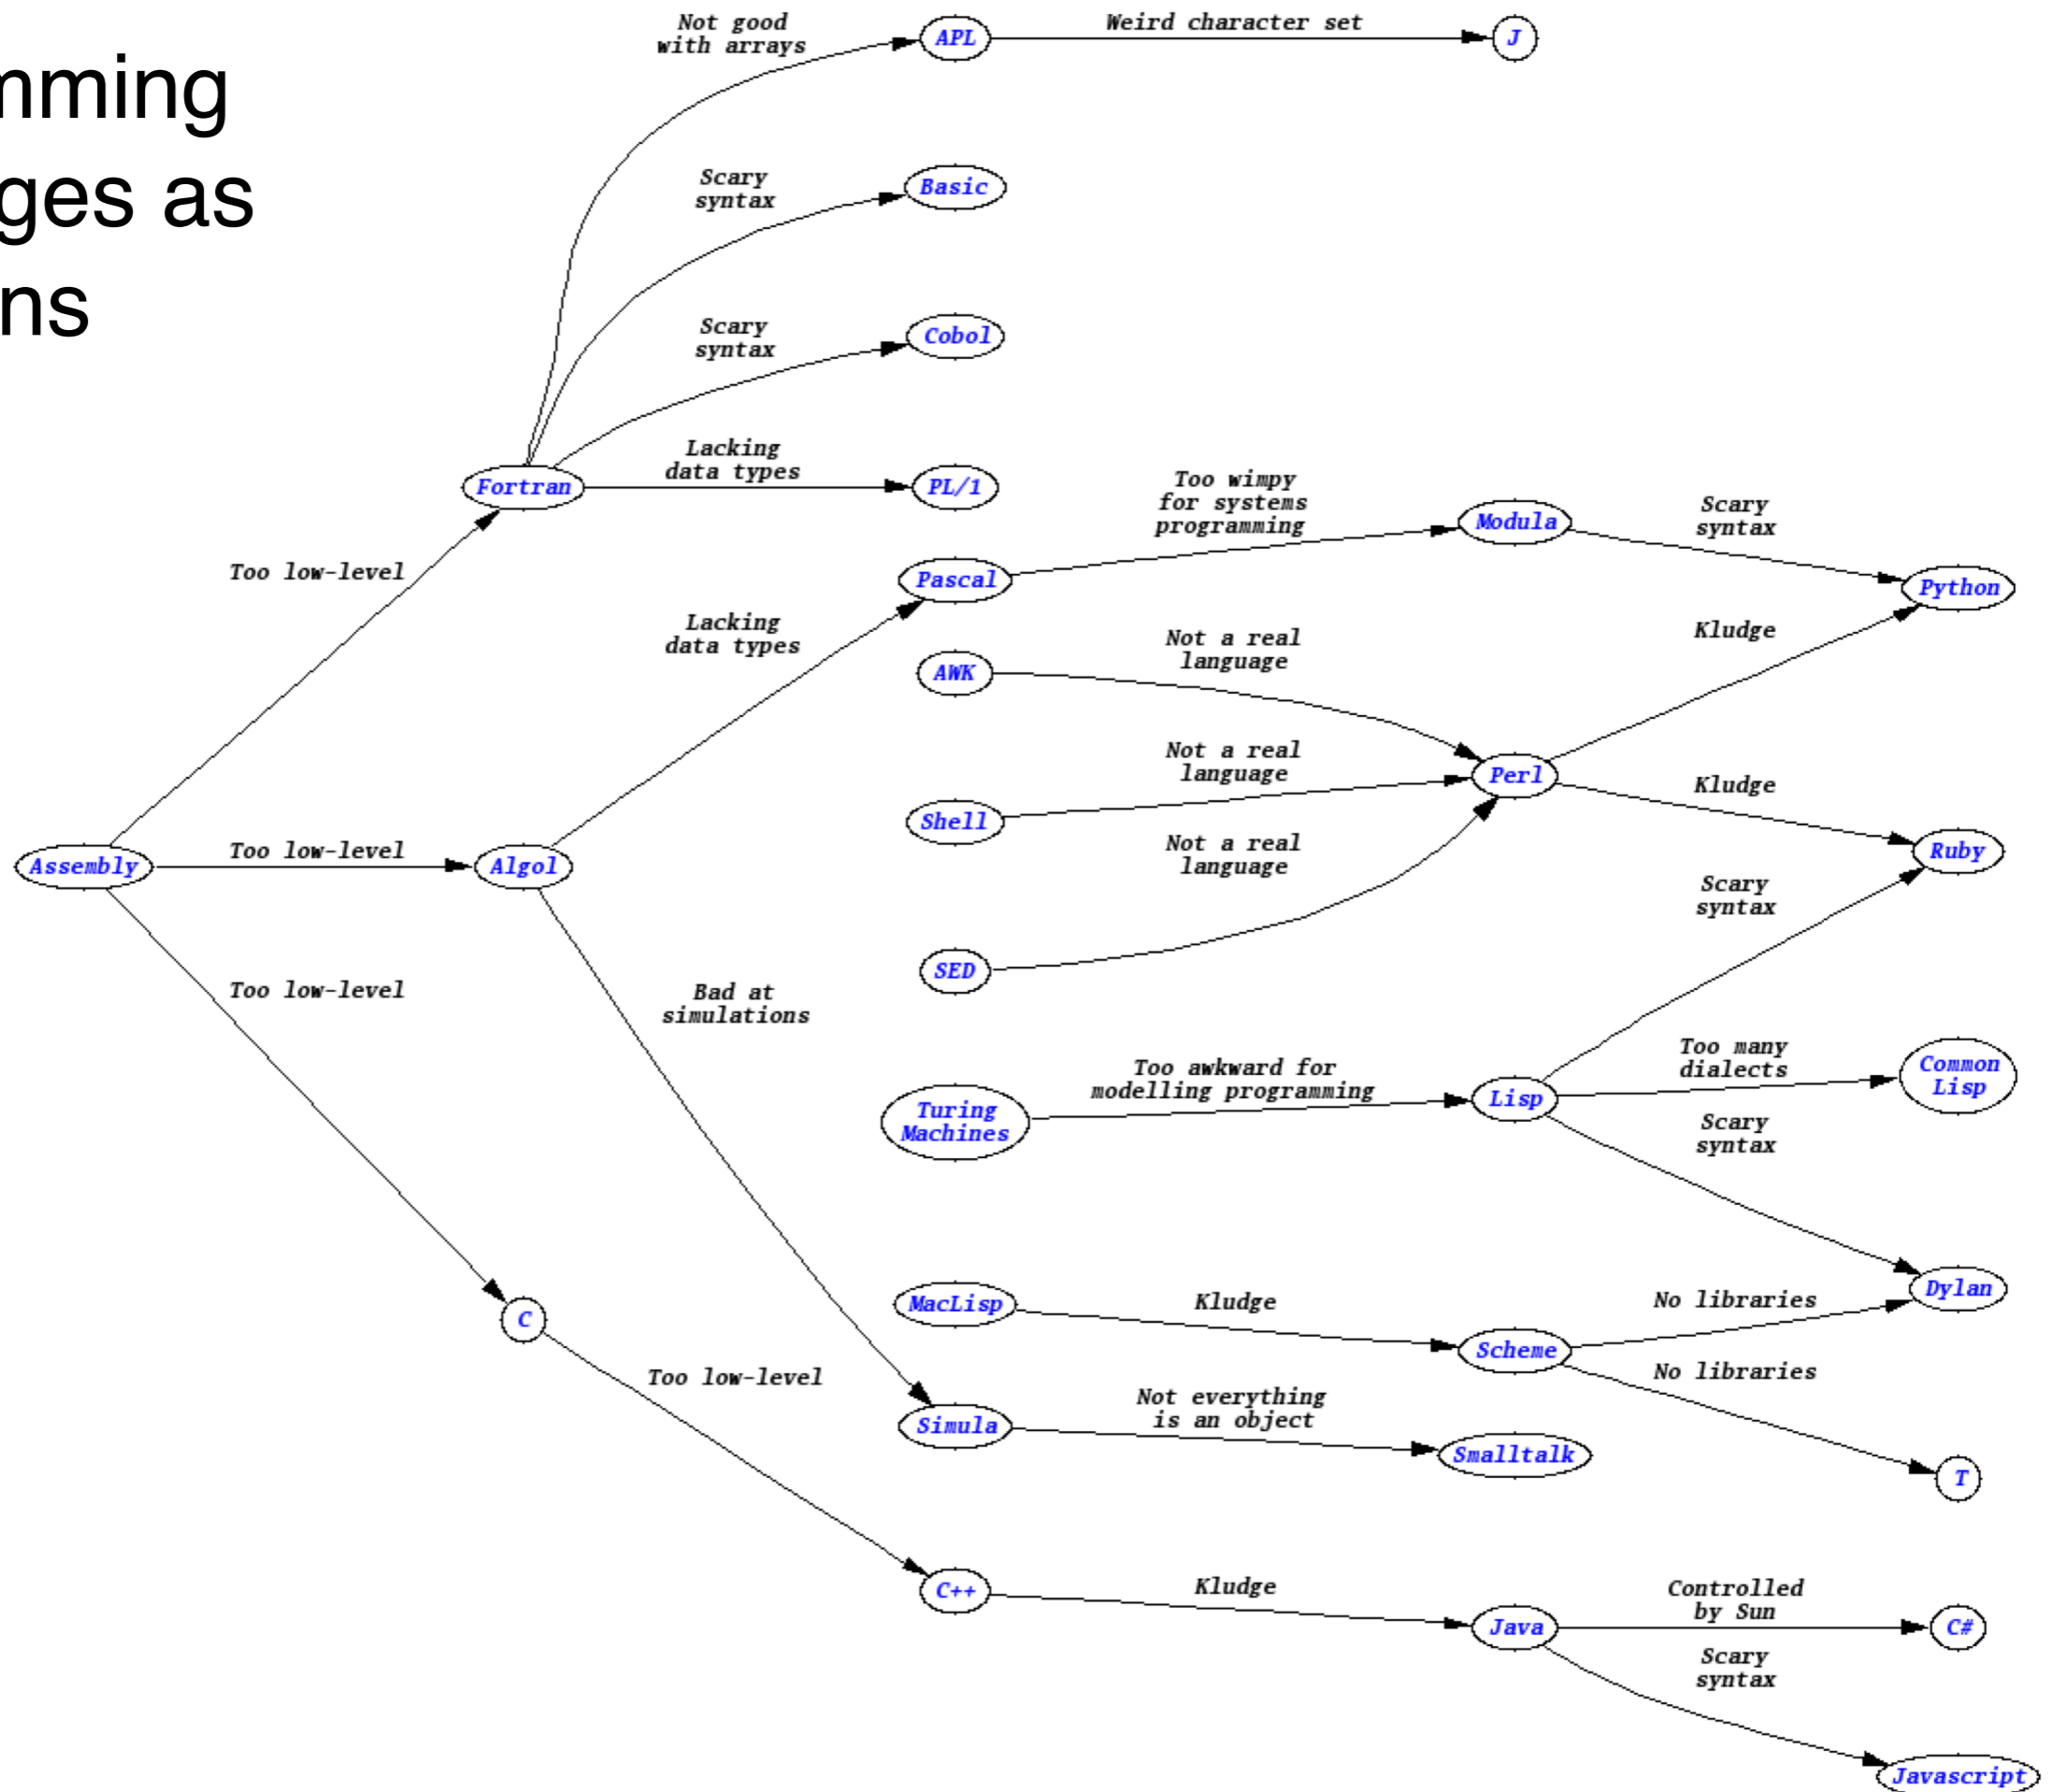 mming
ges as
ns
Not good
with arrays
APL
Weird character set
J
Scary
syntax
Basic
Scary
syntax
Cobol
Lacking
data types
Fortran
PL/1
Too wimpy
for systems
programming
Modula
Scary
syntax
Too low-level
Pascal
Python
Lacking
data types
Kludge
AWK
Not a real
language
Shell
Not a real
language
Perl
Kludge
Assembly
Too low-level
Algol
Not a real
language
Ruby
Scary
syntax
SED
Too low-level
Bad at
simulations
Turing
Machines
Too awkward for
modelling programming
Lisp
Too many
dialects
Common
Lisp
Scary
syntax
MacLisp
Kludge
Scheme
No libraries
Dylan
No libraries
T
C
Too low-level
Simula
Not everything
is an object
Smalltalk
C++
Kludge
Java
Controlled
by Sun
C#
Scary
syntax
Javascript